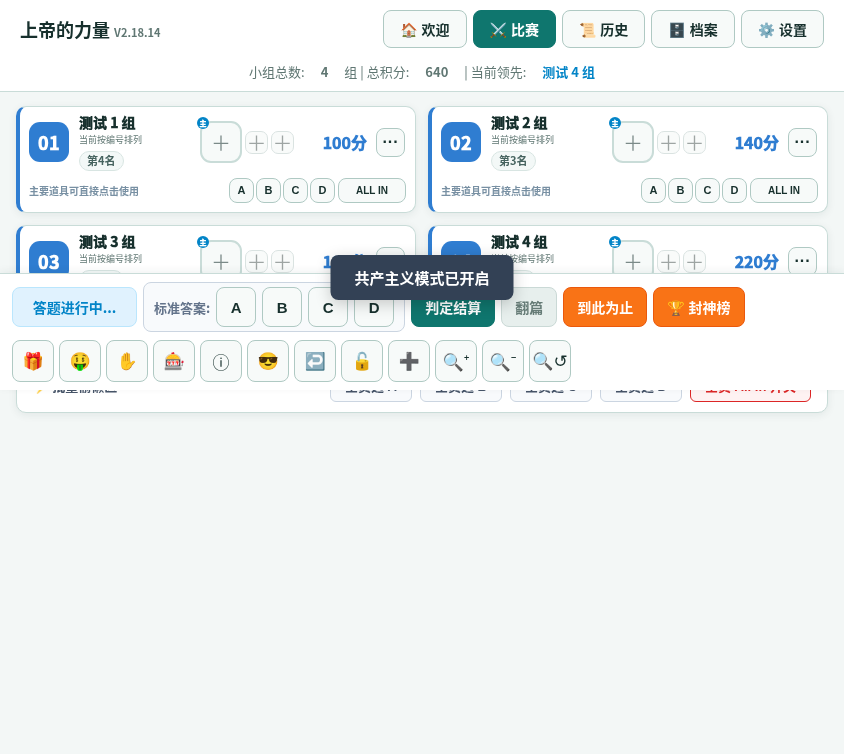 上帝的力量 V2.18.14
🏠 欢迎
⚔️ 比赛
📜 历史
🗄️ 档案
⚙️ 设置
小组总数: 4 组 | 总积分: 640 | 当前领先: 测试 4 组
01
测试 1 组
当前按编号排列
第4名
主
100分
···
主要道具可直接点击使用
A
B
C
D
ALL IN
02
测试 2 组
当前按编号排列
第3名
主
140分
···
主要道具可直接点击使用
A
B
C
D
ALL IN
03
测试 3 组
当前按编号排列
主
测试 4 组
当前按编号排列
主
220分
共产主义模式已开启
答题进行中...
标准答案:
A
B
C
D
判定结算
翻篇
到此为止
🏆 封神榜